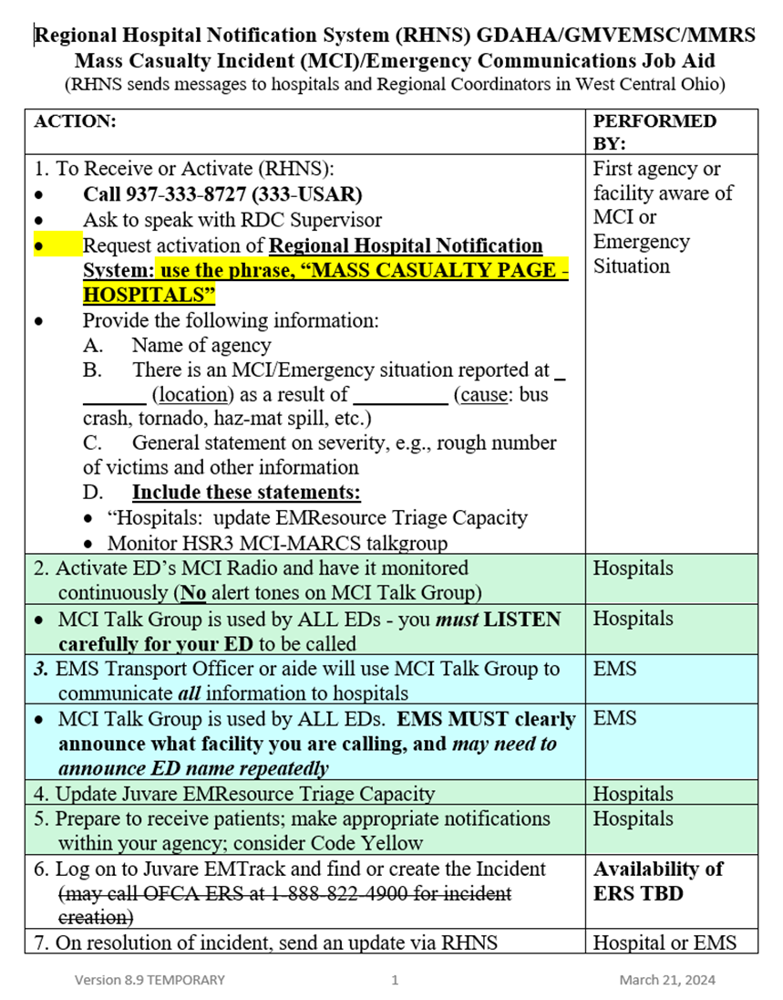 Regional Hospital Notification System (RHNS) GDAHA/GMVEMSC/MMRS
Mass Casualty Incident (MCI)/Emergency Communications Job Aid
(RHNS sends messages to hospitals and Regional Coordinators in West Central Ohio)
ACTION:
PERFORMED
BY:
1. To Receive or Activate (RHNS):
• Call 937-333-8727 (333-USAR)
• Ask to speak with RDC Supervisor
• Request activation of Regional Hospital Notification
System: use the phrase, “MASS CASUALTY PAGE -
HOSPITALS”
• Provide the following information:
A. Name of agency
B. There is an MCI/Emergency situation reported at _
______ (location) as a result of _________ (cause: bus
crash, tornado, haz-mat spill, etc.)
C. General statement on severity, e.g., rough number
of victims and other information
D. Include these statements:
• “Hospitals: update EMResource Triage Capacity
• Monitor HSR3 MCI-MARCS talkgroup
First agency or
facility aware of
MCI or
Emergency
Situation
2. Activate ED’s MCI Radio and have it monitored
continuously (No alert tones on MCI Talk Group)
Hospitals
• MCI Talk Group is used by ALL EDs - you must LISTEN
carefully for your ED to be called
Hospitals
3. EMS Transport Officer or aide will use MCI Talk Group to
communicate all information to hospitals
EMS
• MCI Talk Group is used by ALL EDs. EMS MUST clearly
announce what facility you are calling, and may need to
announce ED name repeatedly
EMS
4. Update Juvare EMResource Triage Capacity
Hospitals
5. Prepare to receive patients; make appropriate notifications
within your agency; consider Code Yellow
Hospitals
6. Log on to Juvare EMTrack and find or create the Incident
(may call OFCA ERS at 1-888-822-4900 for incident
creation)
Availability of
ERS TBD
7. On resolution of incident, send an update via RHNS
Hospital or EMS
Version 8.9 TEMPORARY
1
March 21, 2024